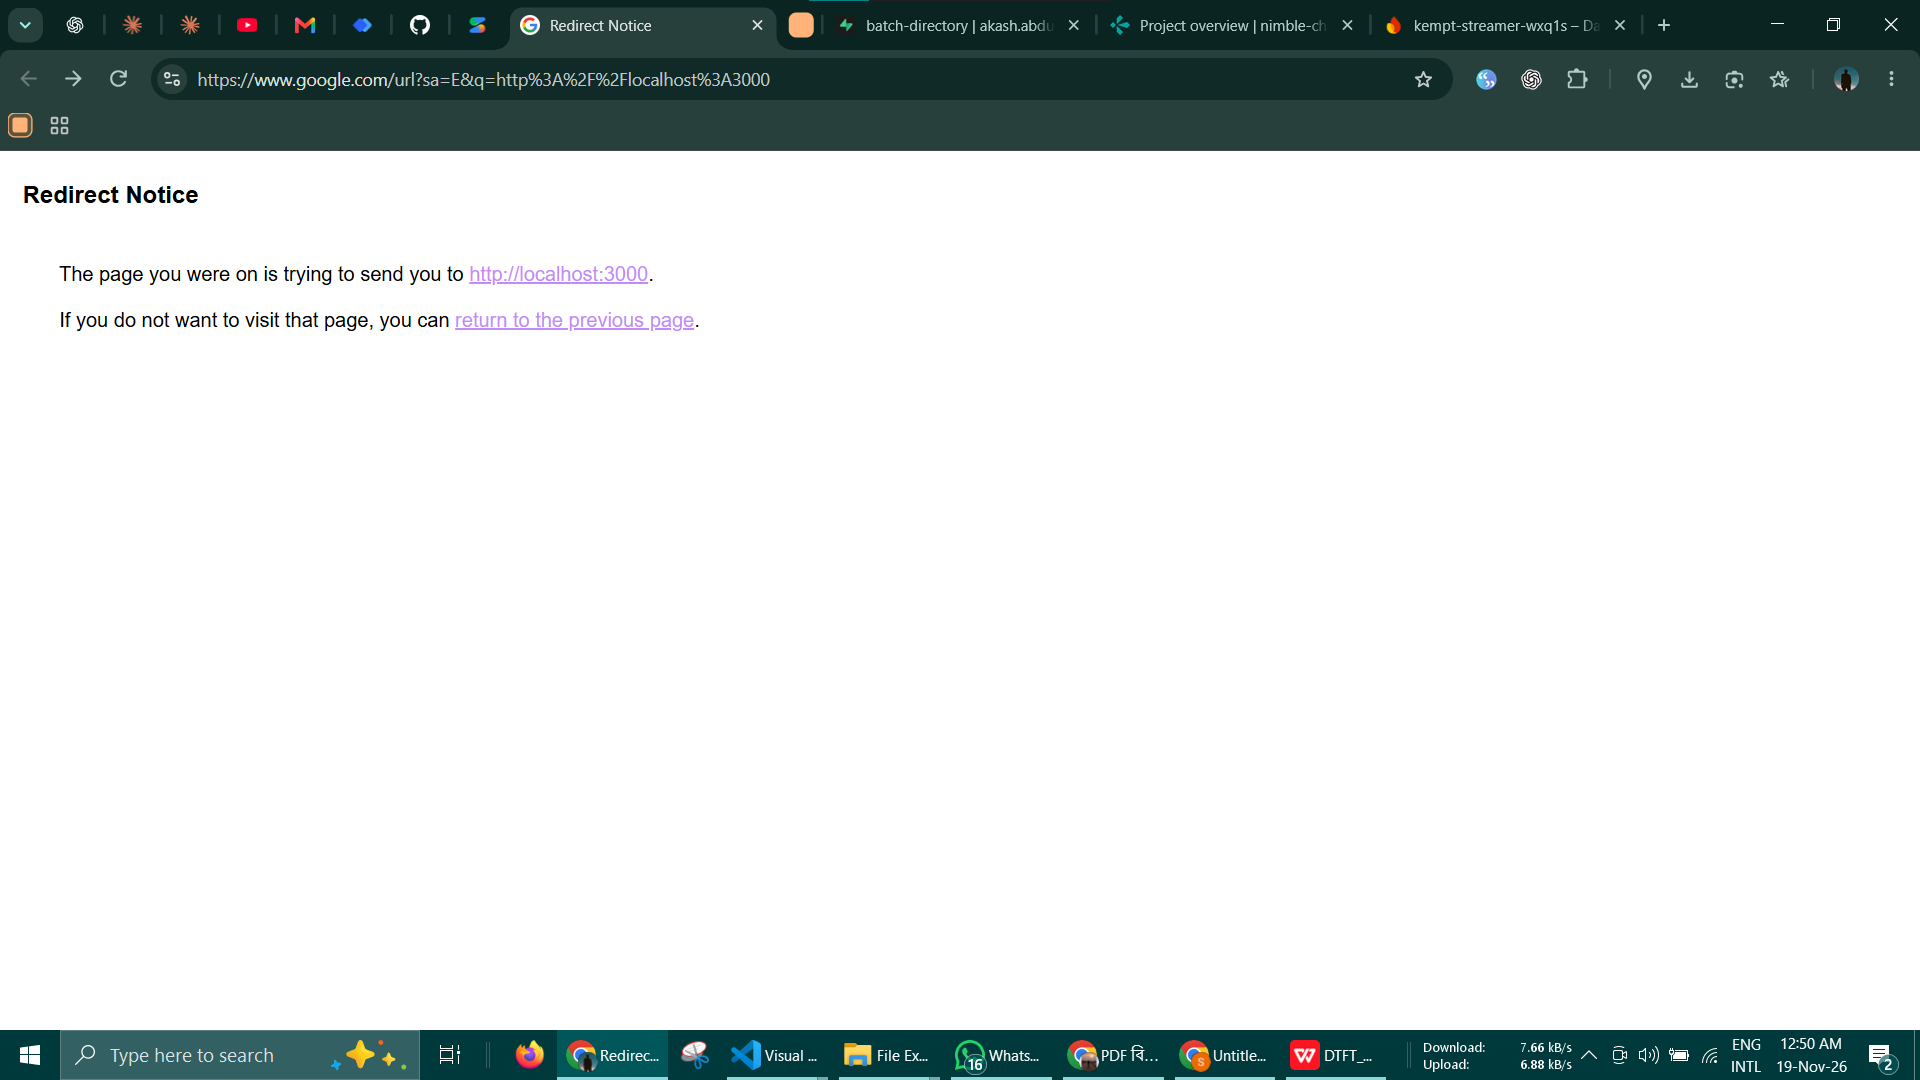 Redirect Notice
batch-directory | akash.abdu
Project overview | nimble-ch
kempt-streamer-wxq1s – Da
https://www.google.com/url?sa=E&q=http%3A%2F%2Flocalhost%3A3000
Redirect Notice
The page you were on is trying to send you to http://localhost:3000.
If you do not want to visit that page, you can return to the previous page.
Type here to search
Redirec...
Visual ...
File Ex...
16
Whats...
PDF বি...
S
Untitle...
W
DTFT_...
Download: 7.66 kB/s
Upload: 6.88 kB/s
ENG
INTL
12:50 AM
19-Nov-26
2